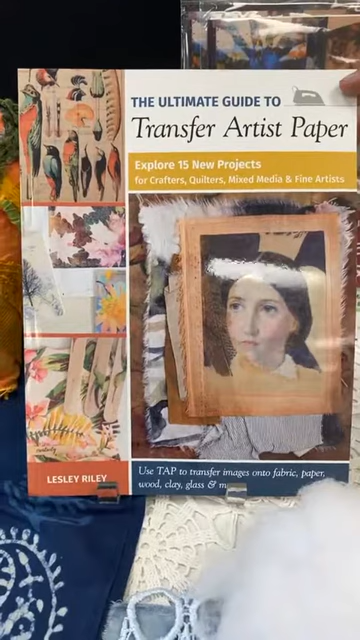 THE ULTIMATE GUIDE TO
Transfer Artist Paper
Explore 15 New Projects
for Crafters, Quilters, Mixed Media & Fine Artists
LESLEY RILEY
Use TAP to transfer images onto fabric, paper,
wood, clay, glass &